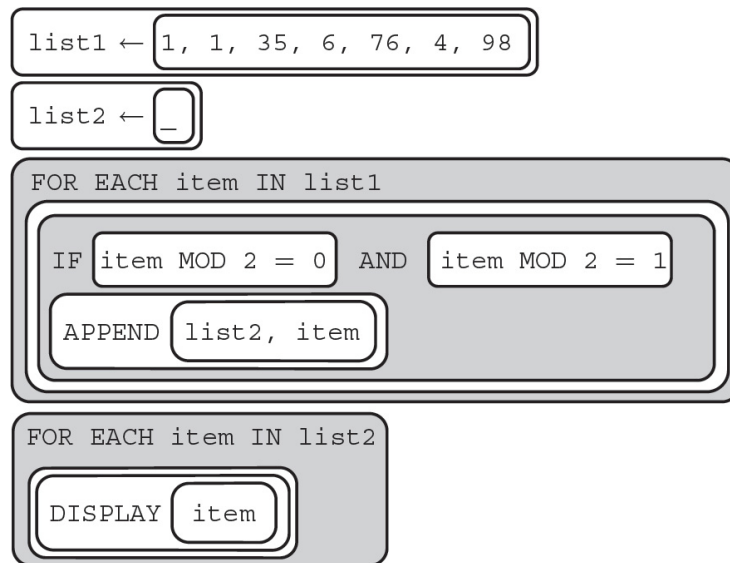 list1 ← 1, 1, 35, 6, 76, 4, 98
list2 ← _
FOR EACH item IN list1
IF item MOD 2 = 0 AND item MOD 2 = 1
APPEND list2, item
FOR EACH item IN list2
DISPLAY item